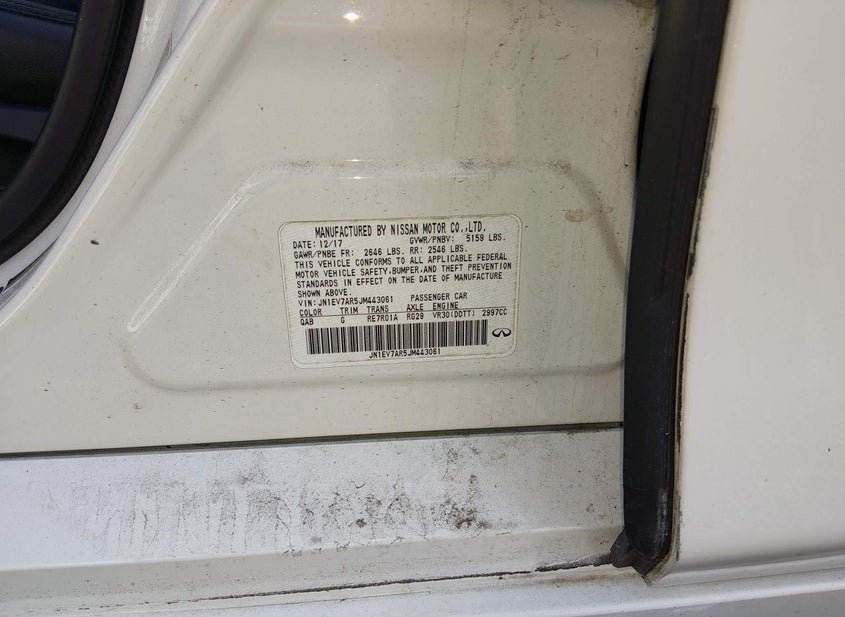 MANUFACTURED BY NISSAN MOTOR CO.,LTD.
DATE: 12/17 GVWR/PNBV: 5159 LBS.
GAWR/PNBE FR: 2646 LBS. RR: 2546 LBS.
THIS VEHICLE CONFORMS TO ALL APPLICABLE FEDERAL
MOTOR VEHICLE SAFETY,BUMPER,AND THEFT PREVENTION
STANDARDS IN EFFECT ON THE DATE OF MANUFACTURE
SHOWN ABOVE.
VIN: JN1EV7AR5JM443061 PASSENGER CAR
COLOR TRIM TRANS AXLE ENGINE
QAB G RE7R01A RG29 VR30(DDTT) 2997CC
JN1EV7AR5JM443061